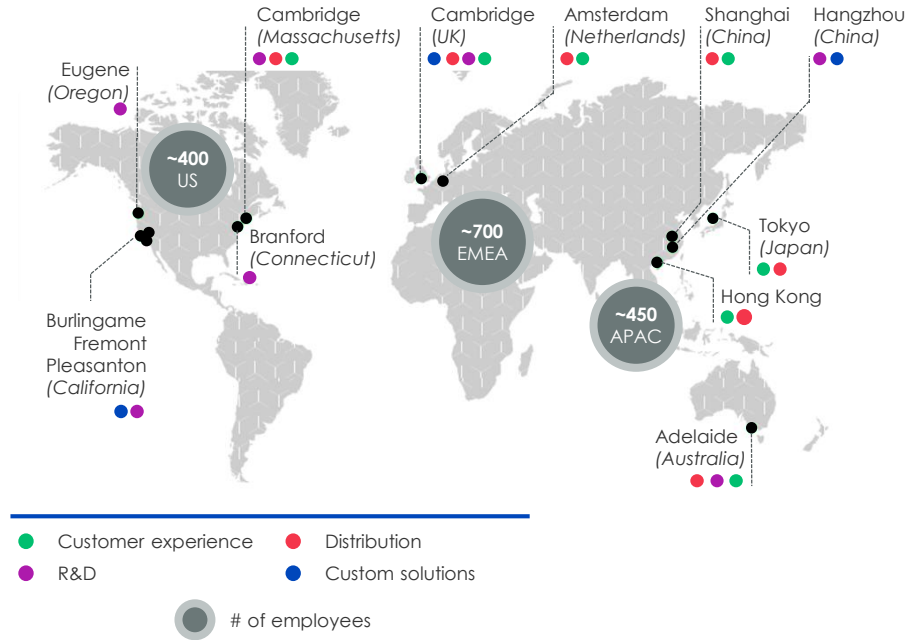 Cambridge
(Massachusetts)
Cambridge
(UK)
Amsterdam
(Netherlands)
Shanghai
(China)
Hangzhou
(China)
Eugene
(Oregon)
~400
US
Branford
(Connecticut)
~700
EMEA
Tokyo
(Japan)
Hong Kong
~450
APAC
Burlingame
Fremont
Pleasanton
(California)
Adelaide
(Australia)
Customer experience
Distribution
R&D
Custom solutions
# of employees